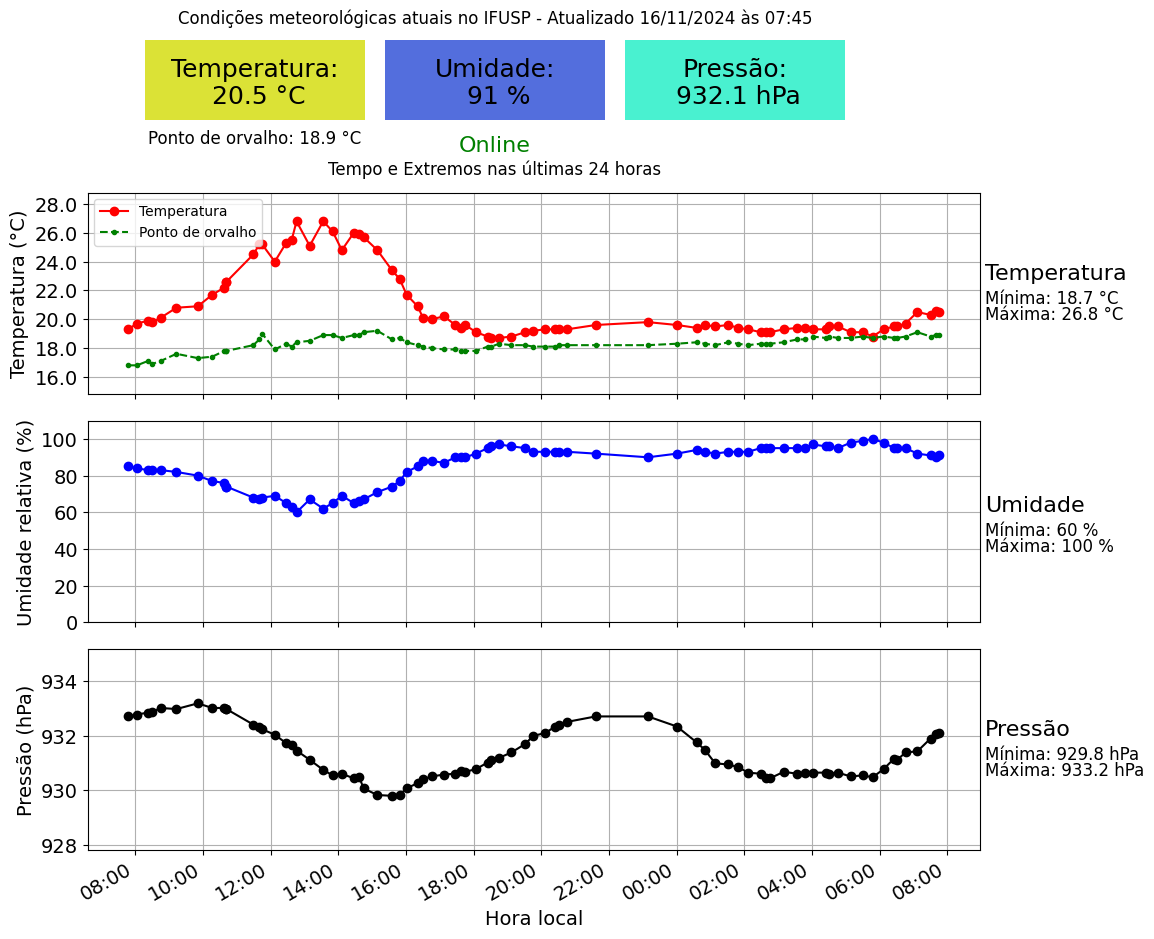 Condições meteorológicas atuais no IFUSP - Atualizado 16/11/2024 às 07:45
Temperatura:
20.5 °C
Umidade:
91 %
Pressão:
932.1 hPa
Ponto de orvalho: 18.9 °C
Online
Tempo e Extremos nas últimas 24 horas
Temperatura (°C)
28.0
26.0
24.0
22.0
20.0
18.0
16.0
Temperatura
Ponto de orvalho
Temperatura
Mínima: 18.7 °C
Máxima: 26.8 °C
Umidade relativa (%)
100
80
60
40
20
0
Umidade
Mínima: 60 %
Máxima: 100 %
Pressão (hPa)
934
932
930
928
Pressão
Mínima: 929.8 hPa
Máxima: 933.2 hPa
08:00 10:00 12:00 14:00 16:00 18:00 20:00 22:00 00:00 02:00 04:00 06:00 08:00
Hora local